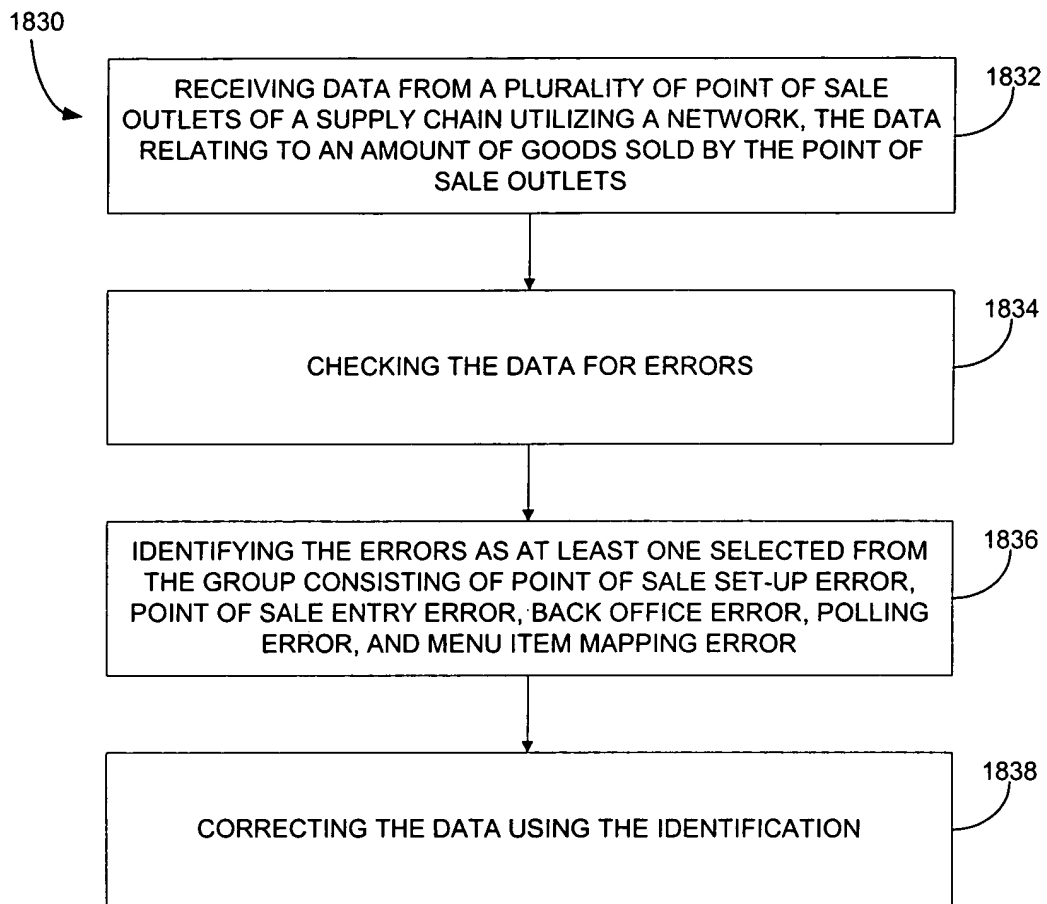 1830
RECEIVING DATA FROM A PLURALITY OF POINT OF SALE
OUTLETS OF A SUPPLY CHAIN UTILIZING A NETWORK, THE DATA
RELATING TO AN AMOUNT OF GOODS SOLD BY THE POINT OF
SALE OUTLETS
1832
CHECKING THE DATA FOR ERRORS
1834
IDENTIFYING THE ERRORS AS AT LEAST ONE SELECTED FROM
THE GROUP CONSISTING OF POINT OF SALE SET-UP ERROR,
POINT OF SALE ENTRY ERROR, BACK OFFICE ERROR, POLLING
ERROR, AND MENU ITEM MAPPING ERROR
1836
CORRECTING THE DATA USING THE IDENTIFICATION
1838